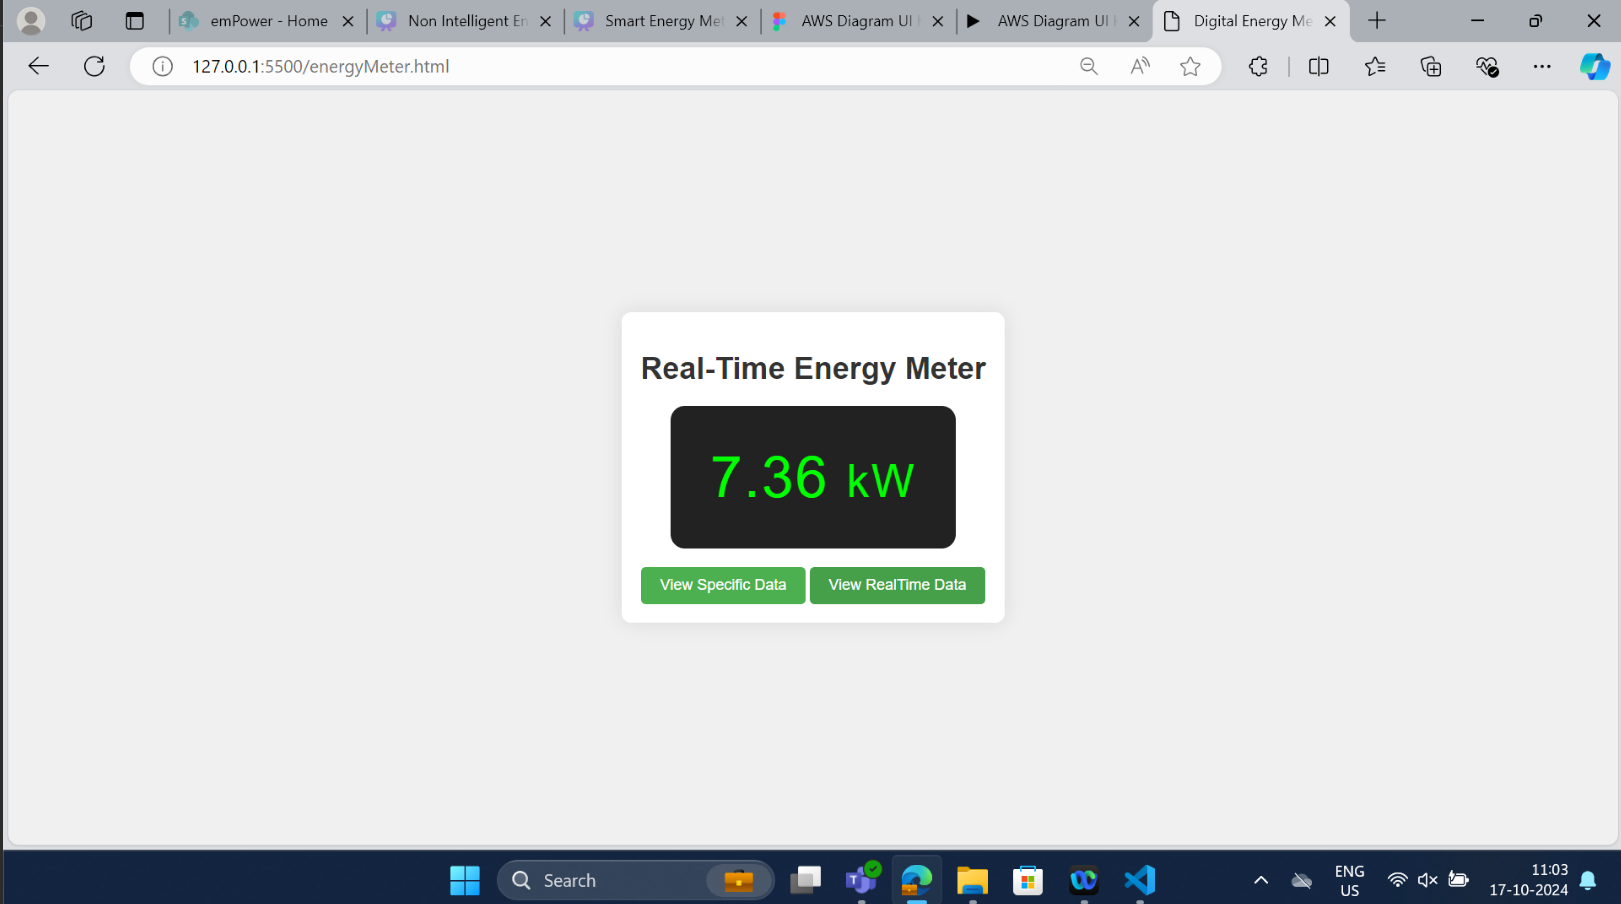 emPower - Home
Non Intelligent En
Smart Energy Met
AWS Diagram UI
AWS Diagram UI
Digital Energy Me
127.0.0.1:5500/energyMeter.html
Real-Time Energy Meter
7.36 kW
View Specific Data
View RealTime Data
Search
ENG
US
11:03
17-10-2024